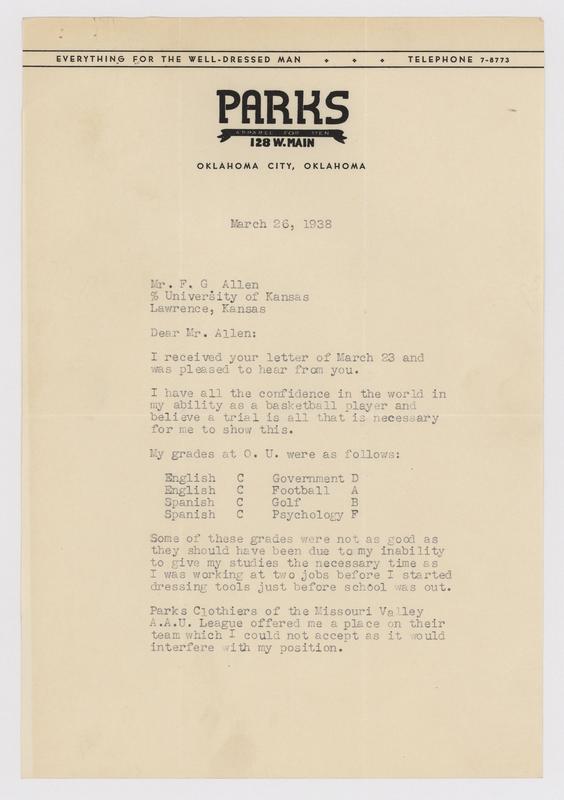 EVERYTHING FOR THE WELL-DRESSED MAN TELEPHONE 7-8773
PARKS
APPAREL FOR MEN
128 W. MAIN
OKLAHOMA CITY, OKLAHOMA
March 26, 1938
Mr. F. G. Allen
% University of Kansas
Lawrence, Kansas
Dear Mr. Allen:
I received your letter of March 23 and
was pleased to hear from you.
I have all the confidence in the world in
my ability as a basketball player and
believe a trial is all that is necessary
for me to show this.
My grades at O. U. were as follows:
English C Government D
English C Football A
Spanish C Golf B
Spanish C Psychology F
Some of these grades were not as good as
they should have been due to my inability
to give my studies the necessary time as
I was working at two jobs before I started
dressing tools just before school was out.
Parks Clothiers of the Missouri Valley
A.A.U. League offered me a place on their
team which I could not accept as it would
interfere with my position.